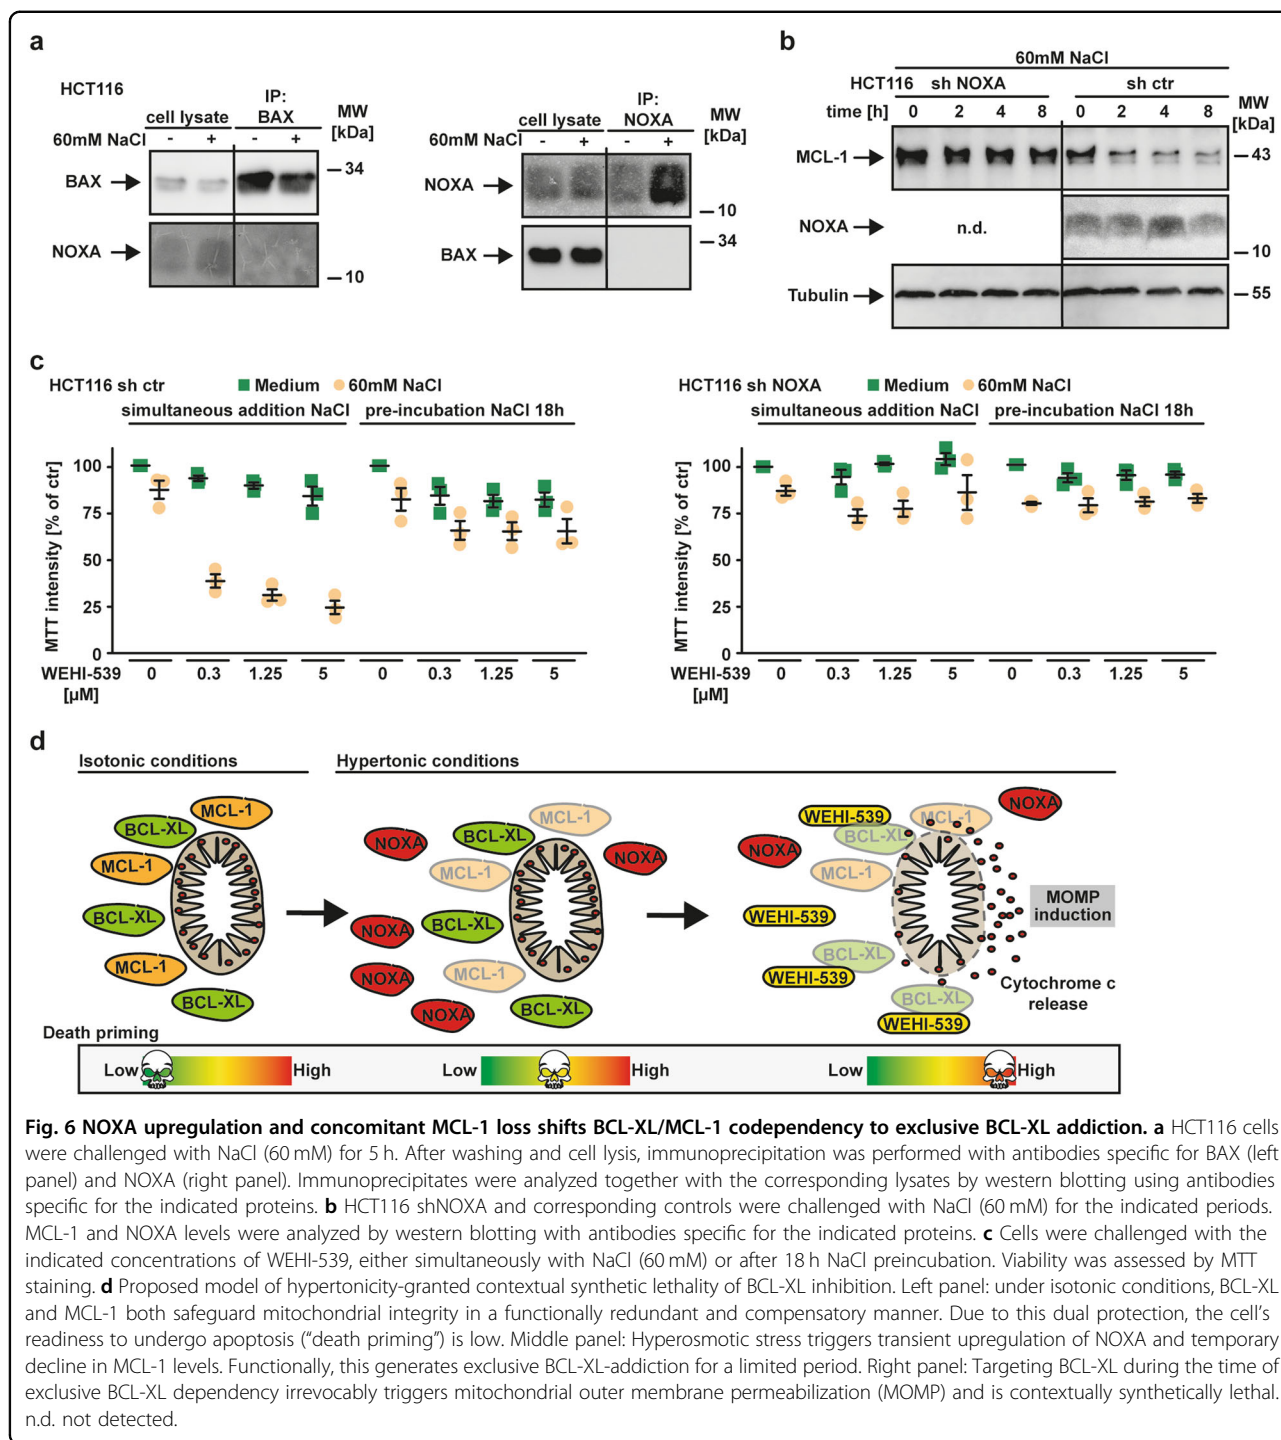 a
HCT116
cell lysate
IP:
BAX
MW
[kDa]
60mM NaCl - + - +
BAX
34
NOXA
10
cell lysate
IP:
NOXA
MW
[kDa]
60mM NaCl - + - +
NOXA
10
BAX
34
b
60mM NaCl
HCT116 sh NOXA sh ctr
time [h] 0 2 4 8 0 2 4 8
MW
[kDa]
MCL-1
43
NOXA
n.d.
10
Tubulin
55
c
HCT116 sh ctr Medium 60mM NaCl
simultaneous addition NaCl pre-incubation NaCl 18h
MTT intensity [% of ctr]
100
75
50
25
0
WEHI-539 0 0.3 1.25 5 0 0.3 1.25 5
[µM]
HCT116 sh NOXA Medium 60mM NaCl
simultaneous addition NaCl pre-incubation NaCl 18h
MTT intensity [% of ctr]
100
75
50
25
0
WEHI-539 0 0.3 1.25 5 0 0.3 1.25 5
[µM]
d
Isotonic conditions
MCL-1
BCL-XL
MCL-1
BCL-XL
MCL-1
BCL-XL
Hypertonic conditions
MCL-1
NOXA
BCL-XL
NOXA
MCL-1
NOXA
BCL-XL
NOXA
MCL-1
NOXA
BCL-XL
NOXA
WEHI-539
MCL-1
BCL-XL
NOXA
MCL-1
WEHI-539
MOMP
induction
BCL-XL
WEHI-539
Cytochrome c
release
BCL-XL
WEHI-539
Death priming
Low High
Low High
Low High
Fig. 6 NOXA upregulation and concomitant MCL-1 loss shifts BCL-XL/MCL-1 codependency to exclusive BCL-XL addiction. a HCT116 cells
were challenged with NaCl (60 mM) for 5 h. After washing and cell lysis, immunoprecipitation was performed with antibodies specific for BAX (left
panel) and NOXA (right panel). Immunoprecipitates were analyzed together with the corresponding lysates by western blotting using antibodies
specific for the indicated proteins. b HCT116 shNOXA and corresponding controls were challenged with NaCl (60 mM) for the indicated periods.
MCL-1 and NOXA levels were analyzed by western blotting with antibodies specific for the indicated proteins. c Cells were challenged with the
indicated concentrations of WEHI-539, either simultaneously with NaCl (60 mM) or after 18 h NaCl preincubation. Viability was assessed by MTT
staining. d Proposed model of hypertonicity-granted contextual synthetic lethality of BCL-XL inhibition. Left panel: under isotonic conditions, BCL-XL
and MCL-1 both safeguard mitochondrial integrity in a functionally redundant and compensatory manner. Due to this dual protection, the cell's
readiness to undergo apoptosis (“death priming”) is low. Middle panel: Hyperosmotic stress triggers transient upregulation of NOXA and temporary
decline in MCL-1 levels. Functionally, this generates exclusive BCL-XL-addiction for a limited period. Right panel: Targeting BCL-XL during the time of
exclusive BCL-XL dependency irrevocably triggers mitochondrial outer membrane permeabilization (MOMP) and is contextually synthetically lethal.
n.d. not detected.